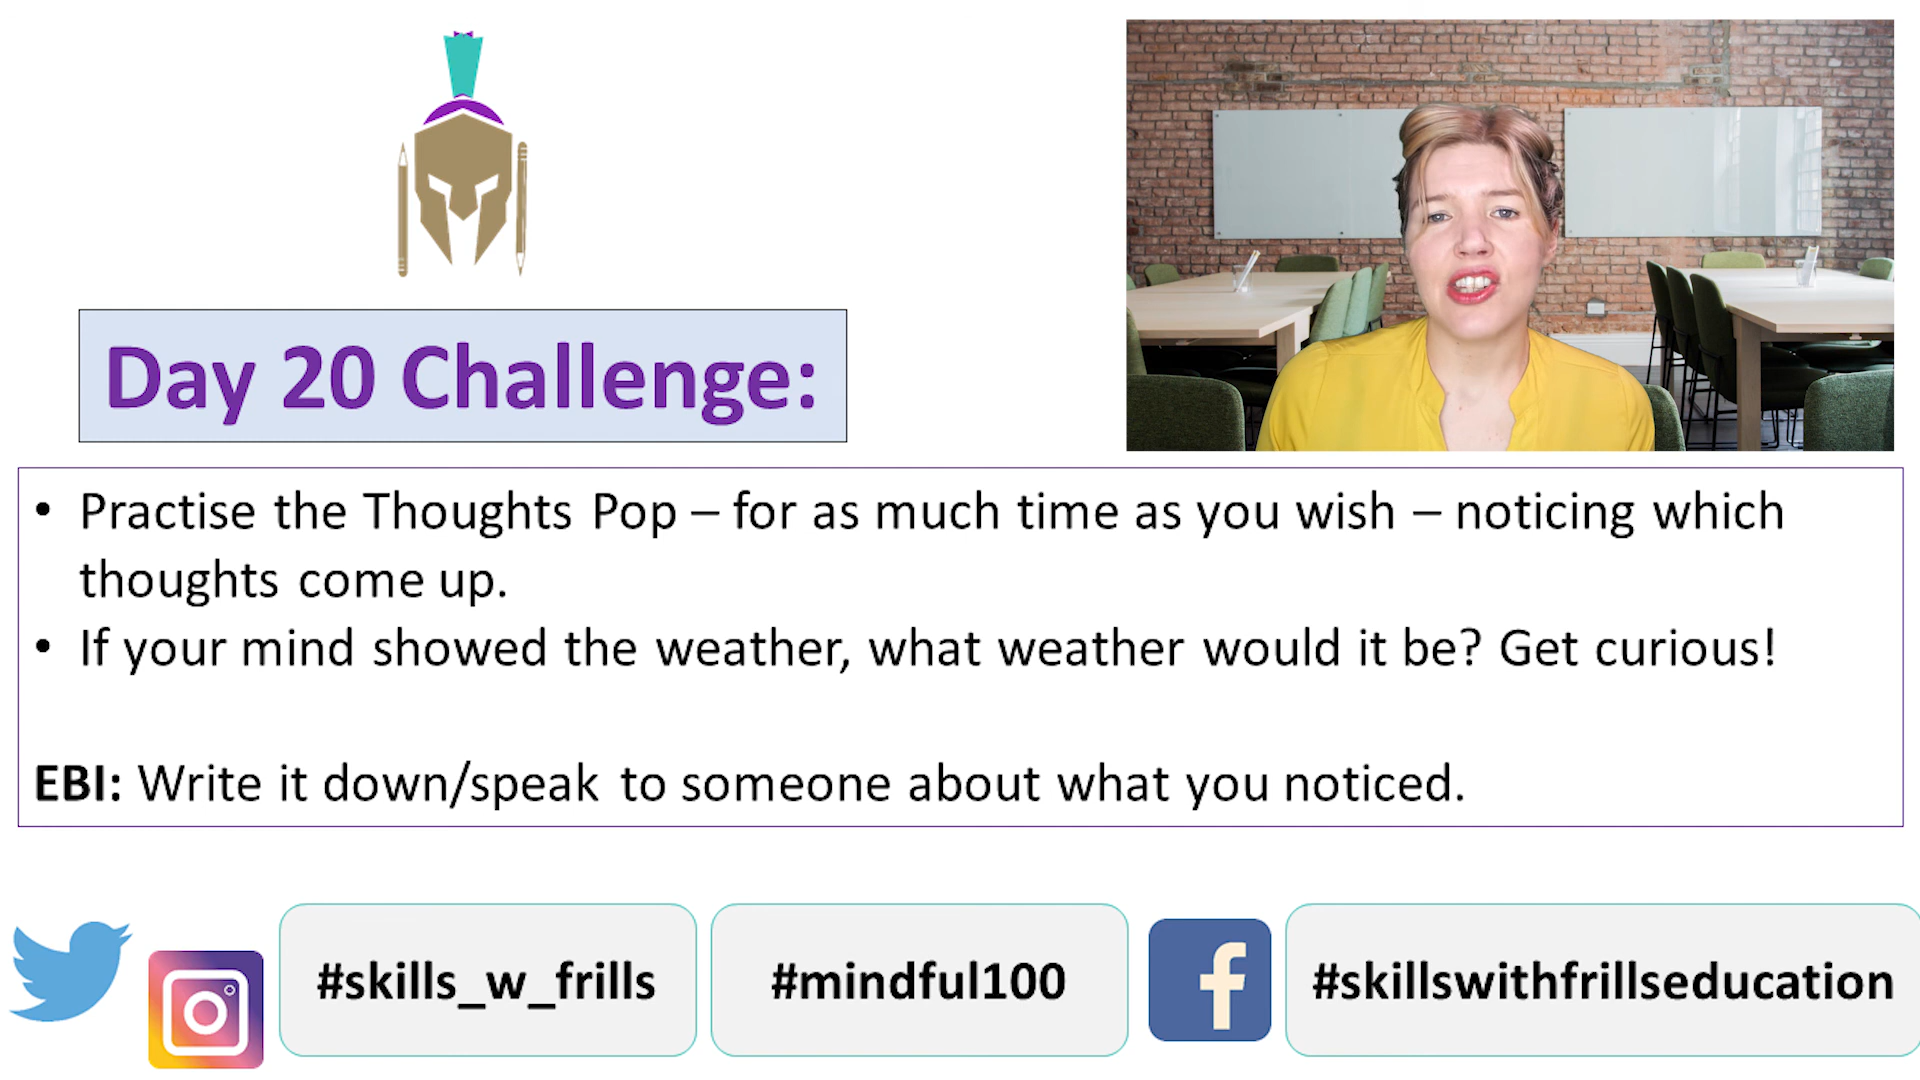 Day 20 Challenge:
• Practise the Thoughts Pop – for as much time as you wish – noticing which
thoughts come up.
• If your mind showed the weather, what weather would it be? Get curious!
EBI: Write it down/speak to someone about what you noticed.
#skills_w_frills
#mindful100
#skillswithfrillseducation